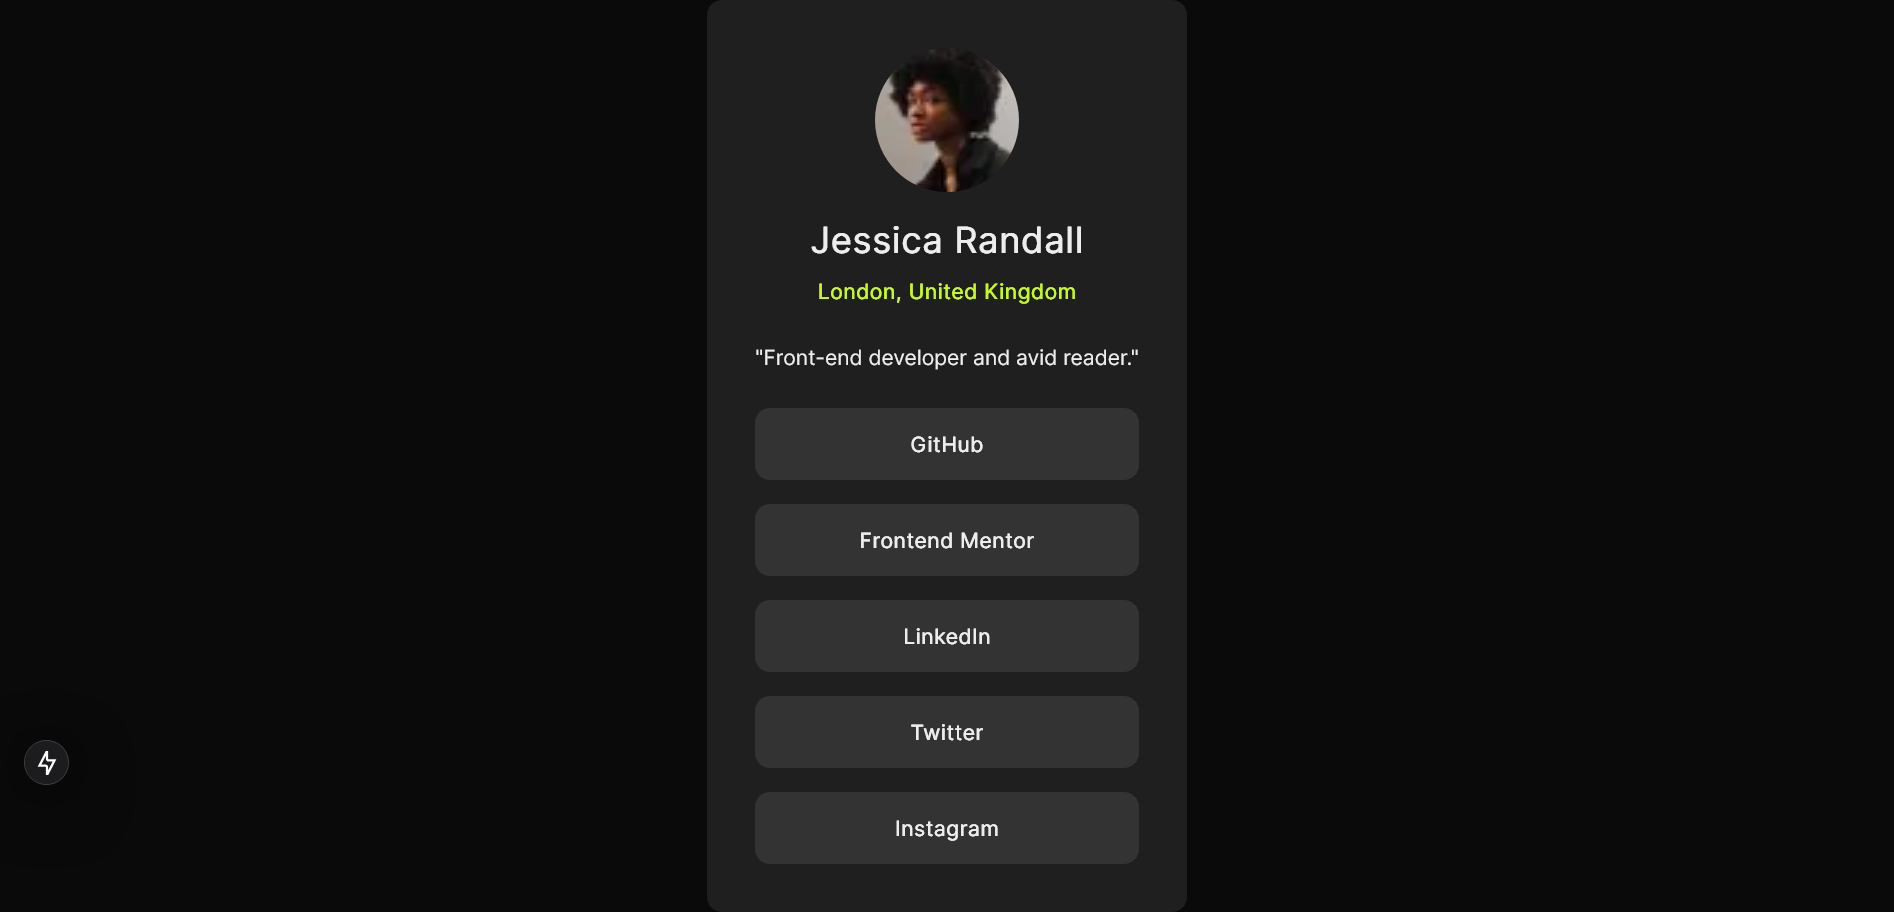 Jessica Randall
London, United Kingdom
"Front-end developer and avid reader."
GitHub
Frontend Mentor
LinkedIn
Twitter
Instagram